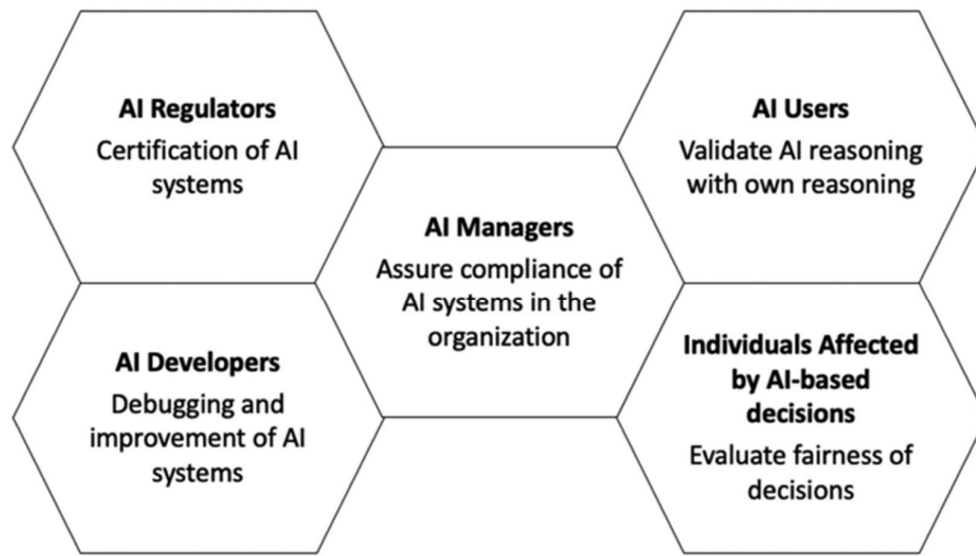 AI Regulators
Certification of AI
systems
AI Users
Validate AI reasoning
with own reasoning
AI Managers
Assure compliance of
AI systems in the
organization
AI Developers
Debugging and
improvement of AI
systems
Individuals Affected
by AI-based
decisions
Evaluate fairness of
decisions